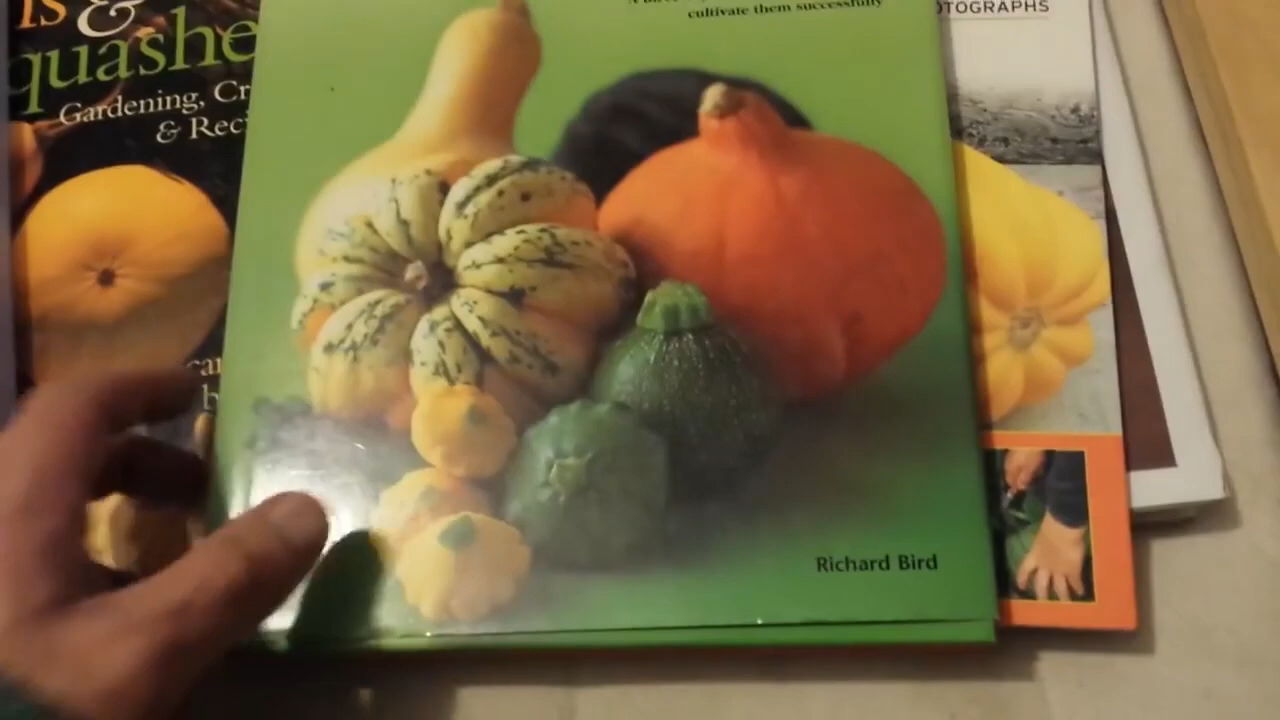 &
quashe
Gardening, Cr
& Reci
cultivate them successfully
OTOGRAPHS
Richard Bird